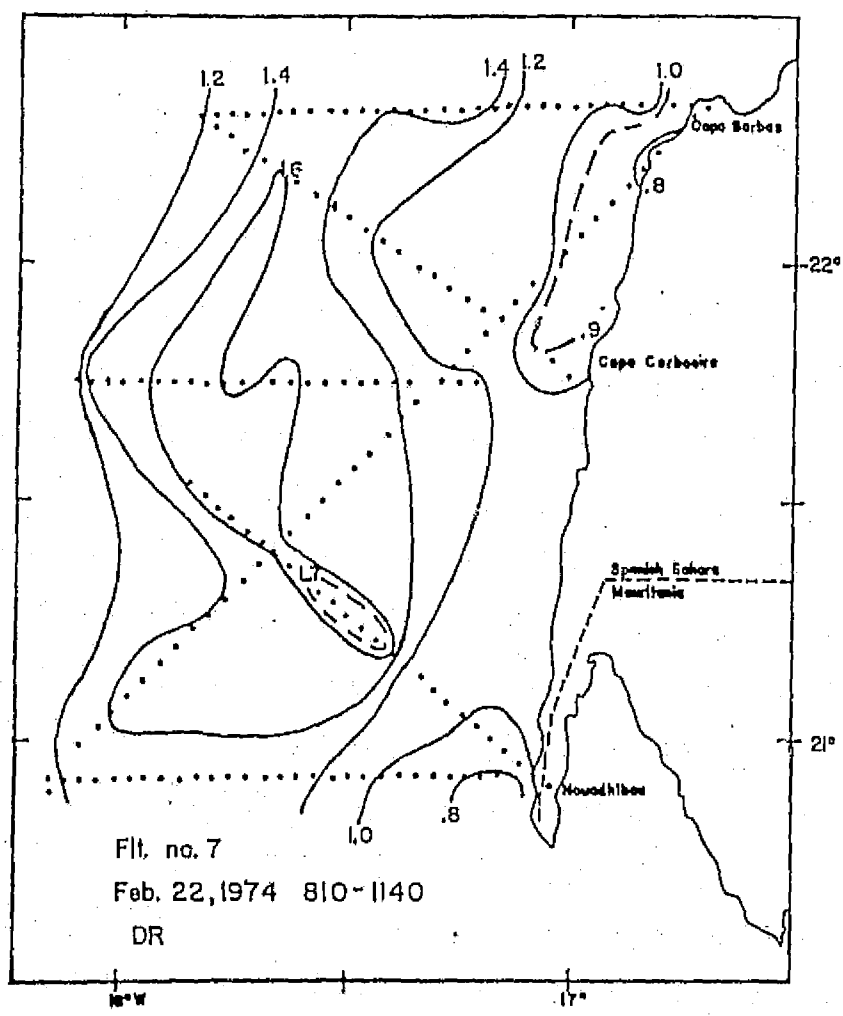 1.2
1.4
1.4
1.2
1.0
Capo Barbas
1.6
.8
22°
.9
Capo Carboeiro
1.7
Spanish Sahara
Mauritania
21°
Nouadhibou
1.0
.8
Flt. no. 7
Feb. 22, 1974 810-1140
DR
18°W
17°